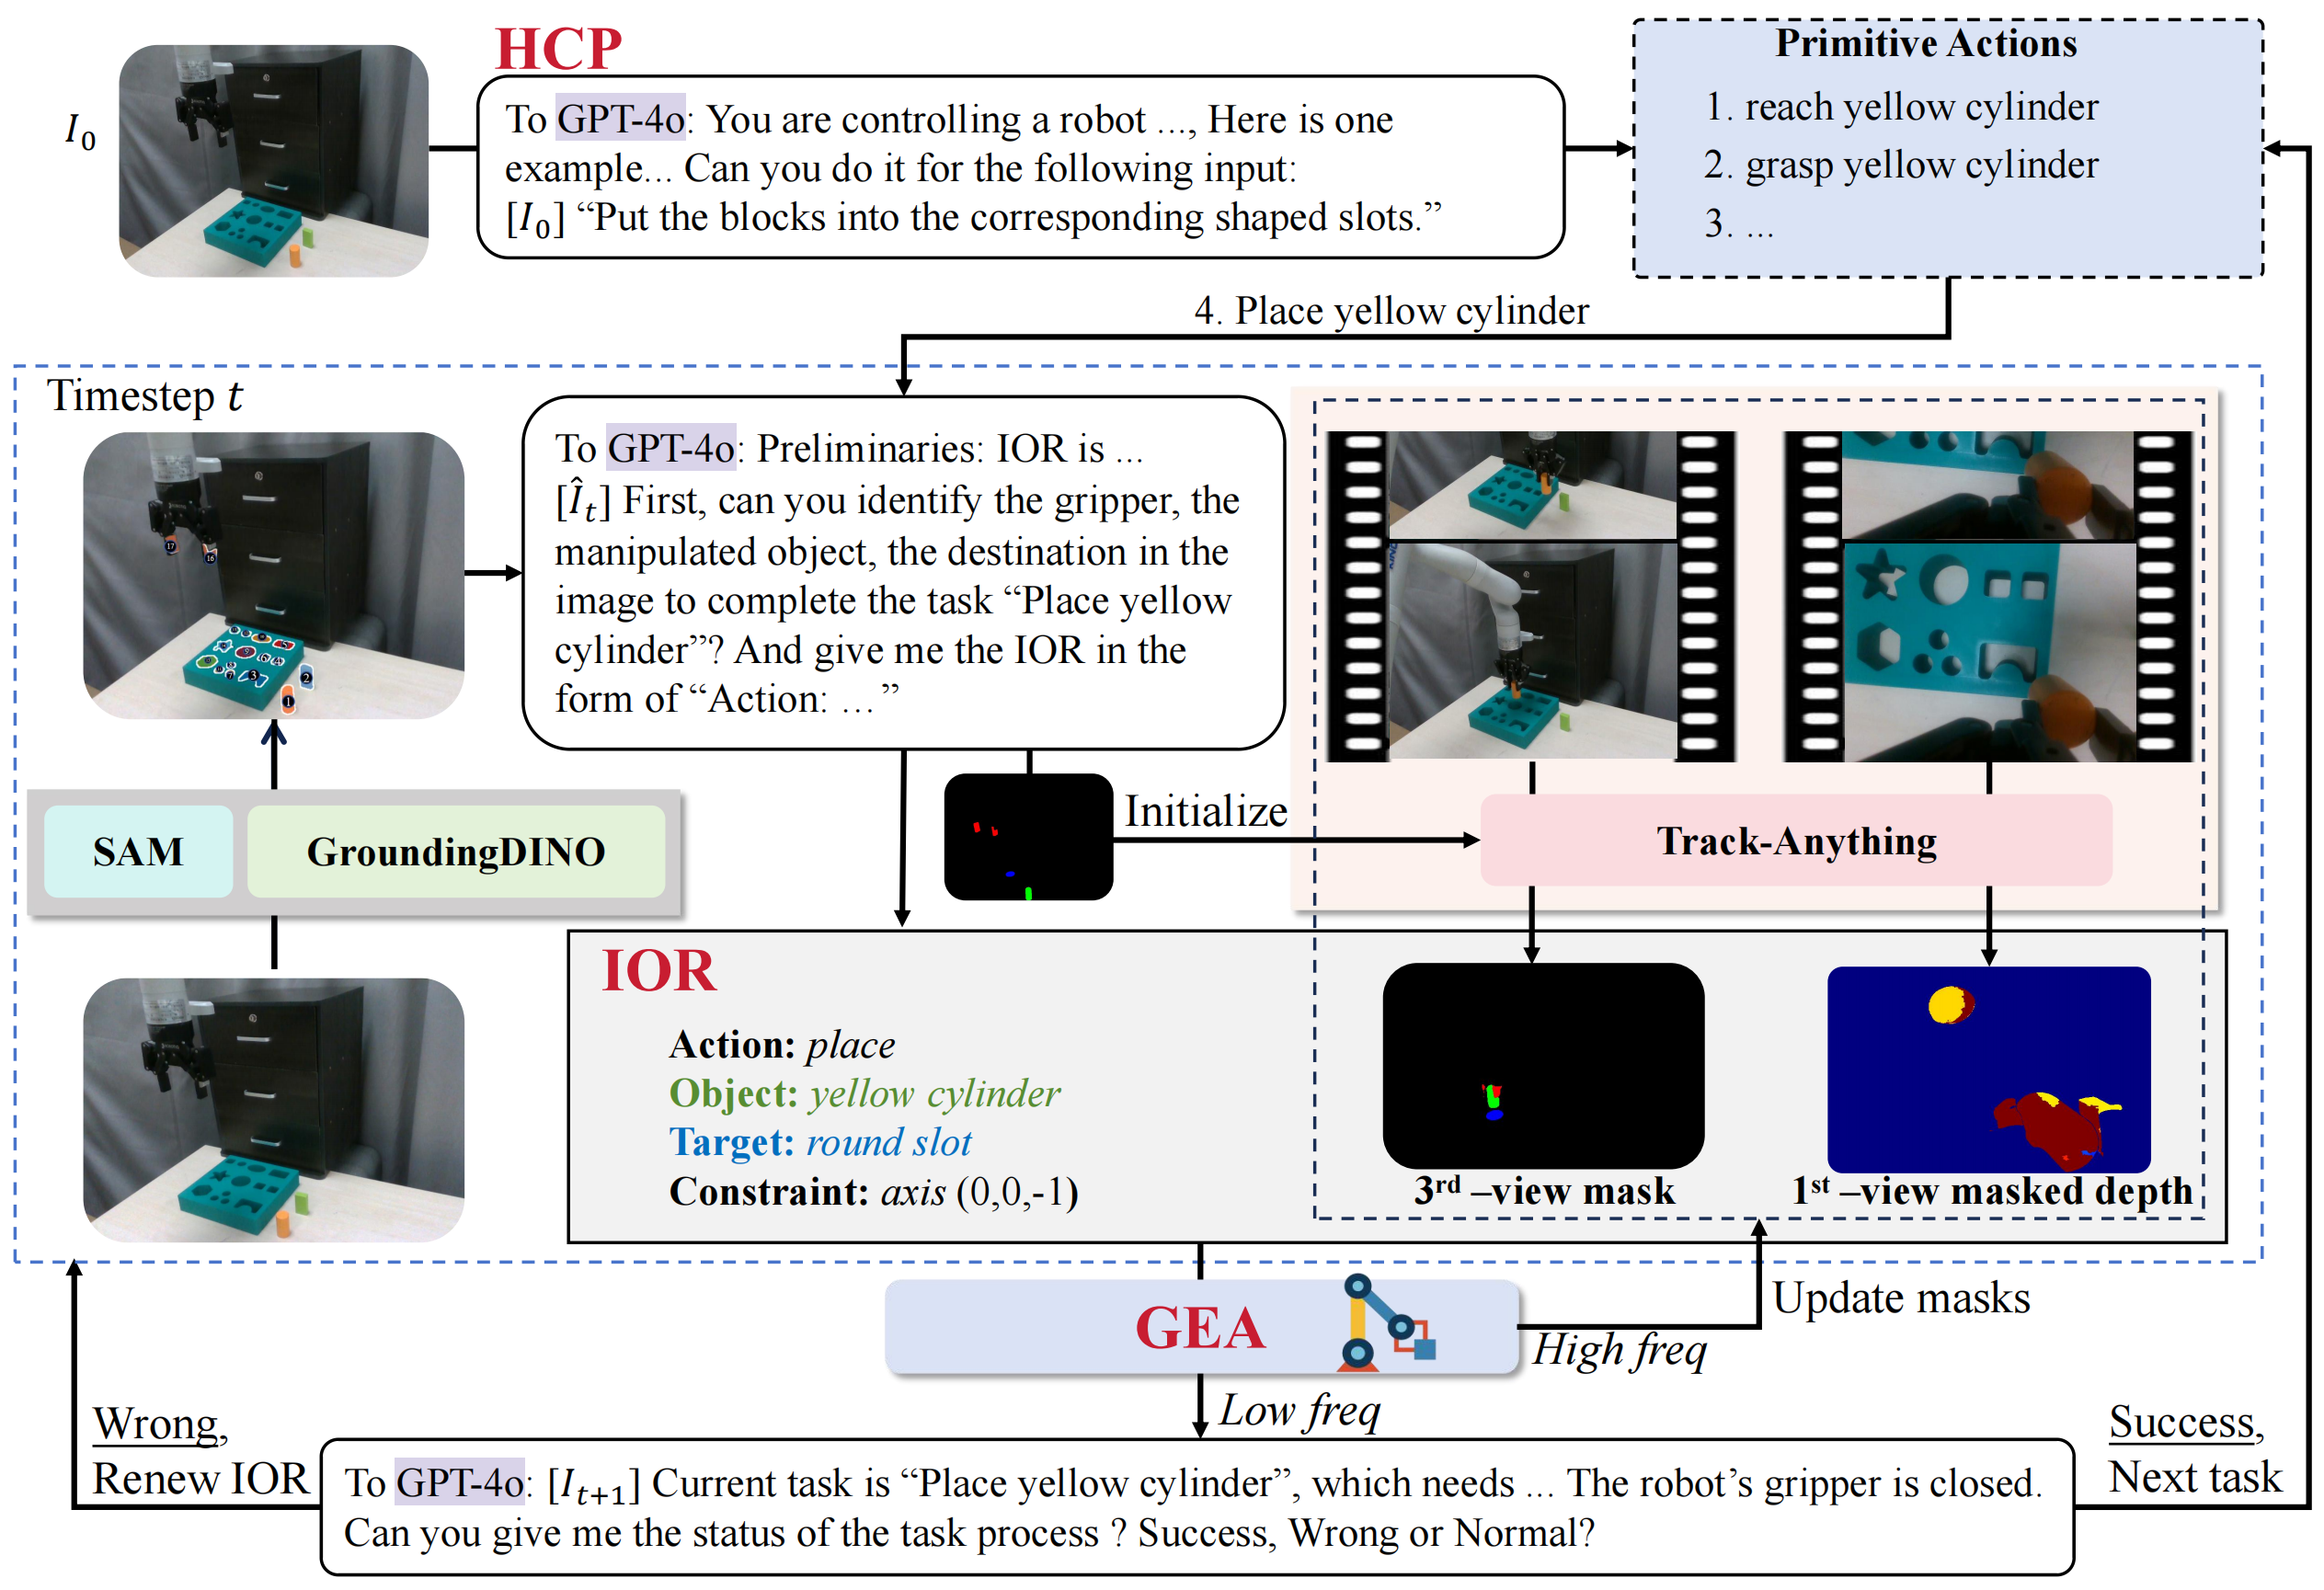 HCP
I₀
To GPT-4o: You are controlling a robot ..., Here is one
example... Can you do it for the following input:
[I₀] “Put the blocks into the corresponding shaped slots.”
Primitive Actions
1. reach yellow cylinder
2. grasp yellow cylinder
3. ...
4. Place yellow cylinder
Timestep t
To GPT-4o: Preliminaries: IOR is ...
[Î_t] First, can you identify the gripper, the
manipulated object, the destination in the
image to complete the task “Place yellow
cylinder”? And give me the IOR in the
form of “Action: ...”
17
16
2
1
3
SAM
GroundingDINO
Initialize
Track-Anything
IOR
Action: place
Object: yellow cylinder
Target: round slot
Constraint: axis (0,0,-1)
3rd –view mask
1st –view masked depth
GEA
High freq
Update masks
Low freq
Wrong,
Renew IOR
To GPT-4o: [I_{t+1}] Current task is “Place yellow cylinder”, which needs ... The robot’s gripper is closed.
Can you give me the status of the task process ? Success, Wrong or Normal?
Success,
Next task